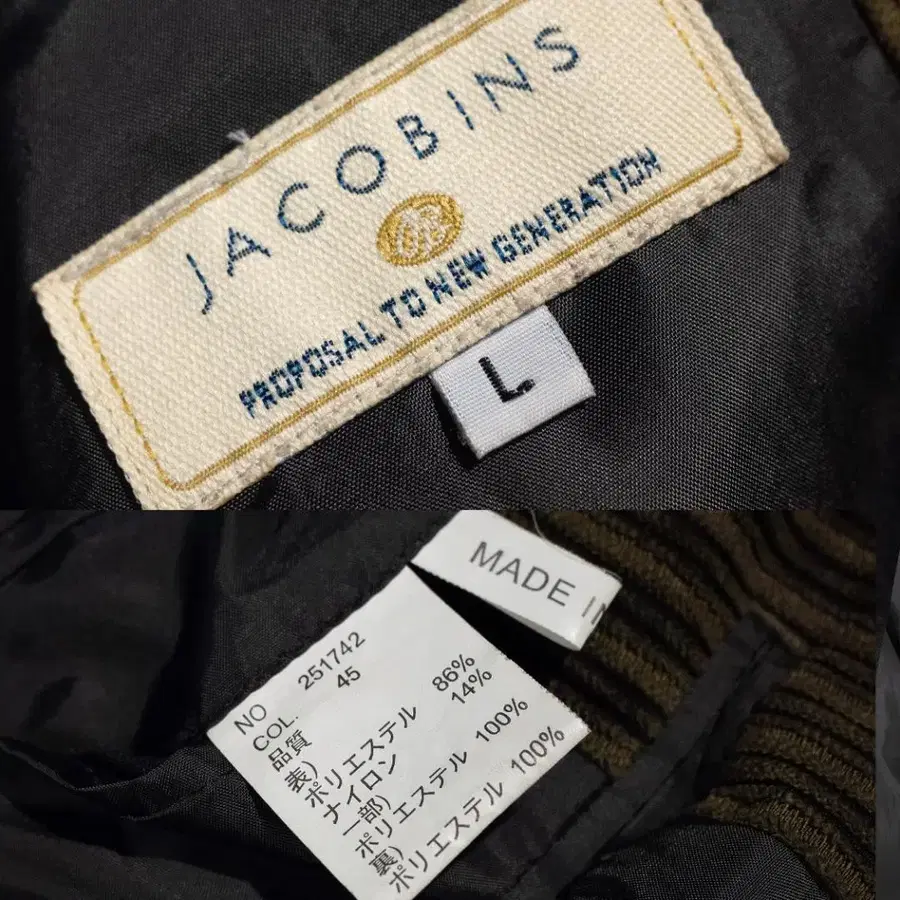 JACOBINS
PROPOSAL TO NEW GENERATION
L
MADE IN
NO 251742
COL. 45
品質
表)
ポリエステル 86%
ナイロン 14%
一部)
ポリエステル 100%
裏)
ポリエステル 100%